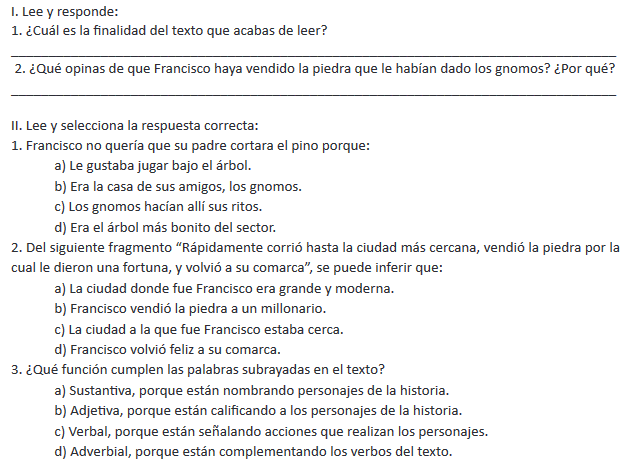 I. Lee y responde:
1. ¿Cuál es la finalidad del texto que acabas de leer?
2. ¿Qué opinas de que Francisco haya vendido la piedra que le habían dado los gnomos? ¿Por qué?
II. Lee y selecciona la respuesta correcta:
1. Francisco no quería que su padre cortara el pino porque:
a) Le gustaba jugar bajo el árbol.
b) Era la casa de sus amigos, los gnomos.
c) Los gnomos hacían allí sus ritos.
d) Era el árbol más bonito del sector.
2. Del siguiente fragmento “Rápidamente corrió hasta la ciudad más cercana, vendió la piedra por la
cual le dieron una fortuna, y volvió a su comarca”, se puede inferir que:
a) La ciudad donde fue Francisco era grande y moderna.
b) Francisco vendió la piedra a un millonario.
c) La ciudad a la que fue Francisco estaba cerca.
d) Francisco volvió feliz a su comarca.
3. ¿Qué función cumplen las palabras subrayadas en el texto?
a) Sustantiva, porque están nombrando personajes de la historia.
b) Adjetiva, porque están calificando a los personajes de la historia.
c) Verbal, porque están señalando acciones que realizan los personajes.
d) Adverbial, porque están complementando los verbos del texto.